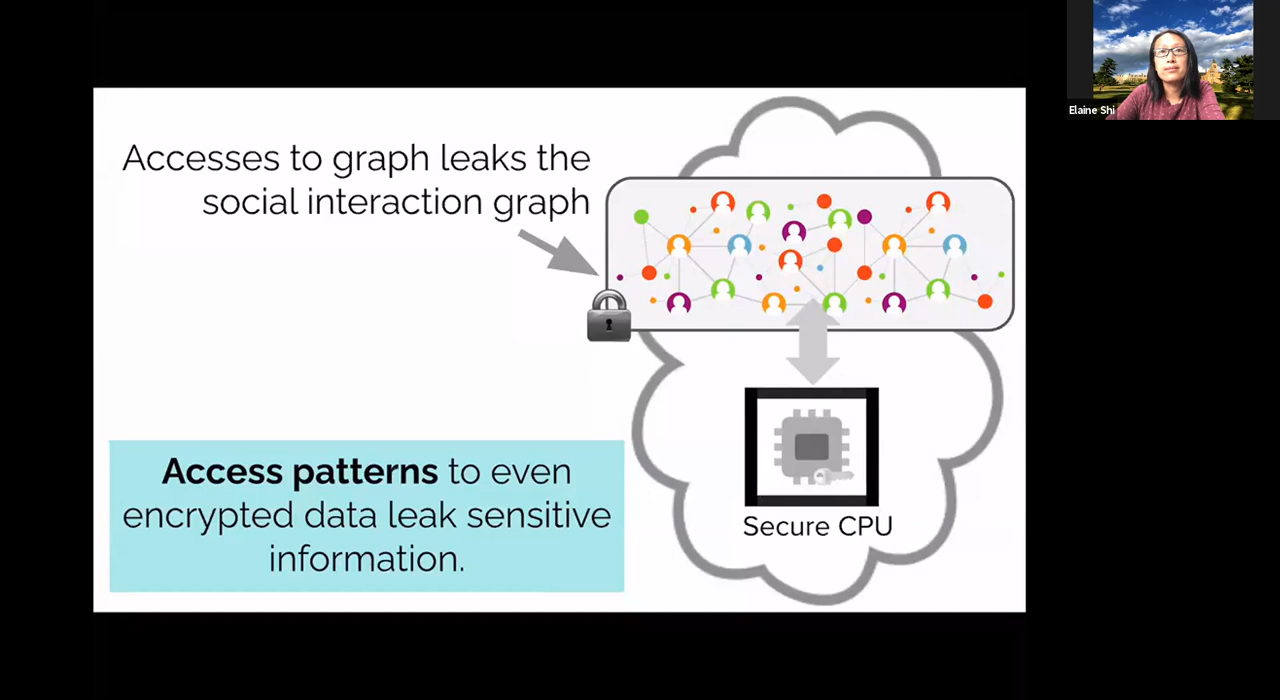 Elaine Shi
Accesses to graph leaks the
social interaction graph
Access patterns to even
encrypted data leak sensitive
information.
Secure CPU